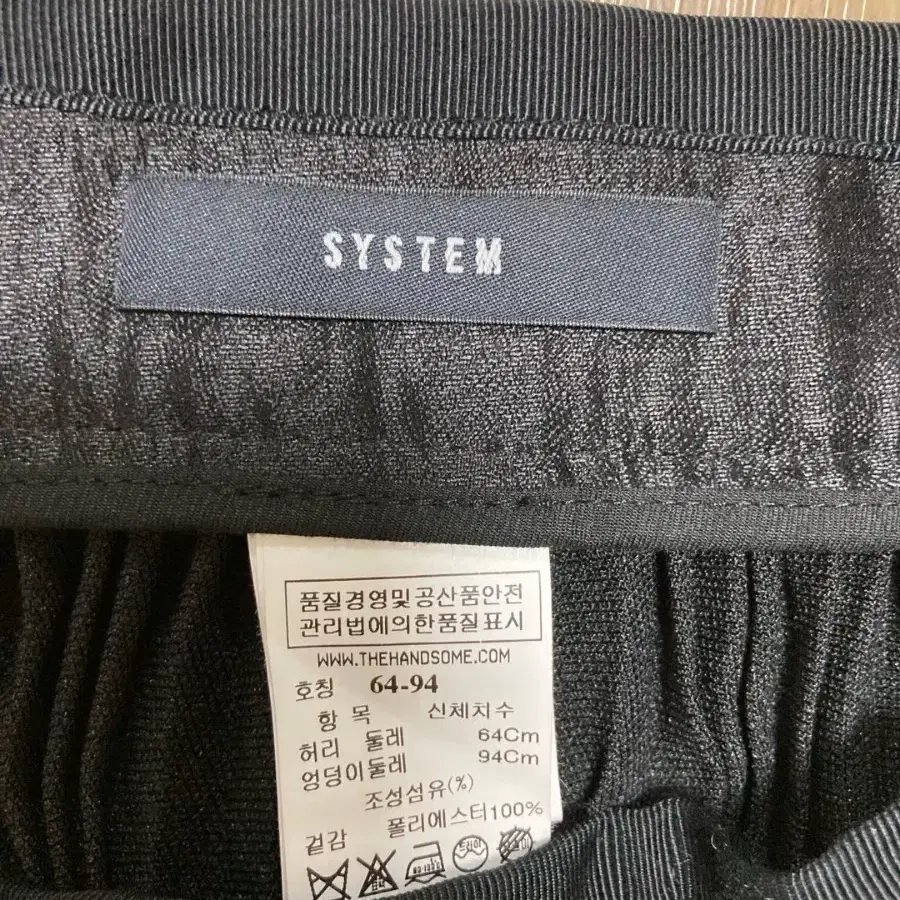 SYSTEM
품질경영및공산품안전
관리법에의한품질표시
WWW.THEHANDSOME.COM
호칭 64-94
항 목 신체치수
허리 둘레 64Cm
엉덩이둘레 94Cm
조성섬유(%)
겉감 폴리에스터100%
드라이